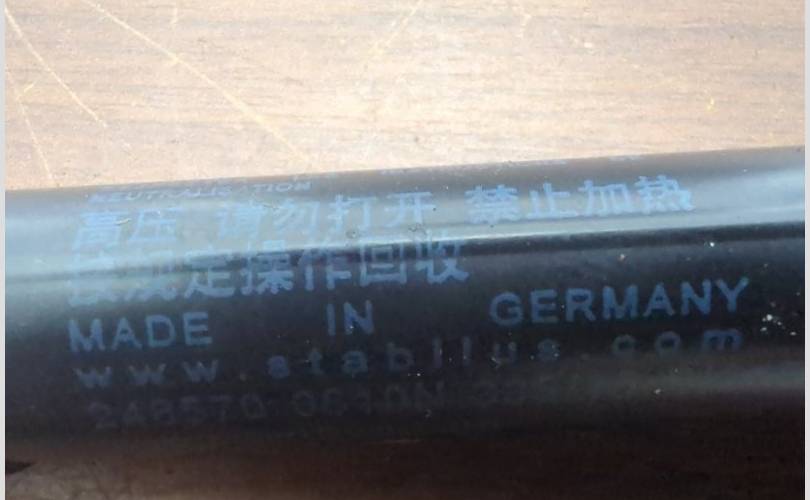 NEUTRALISATION
高压 请勿打开 禁止加热
按规定操作回收
MADE IN GERMANY
www.stabilus.com